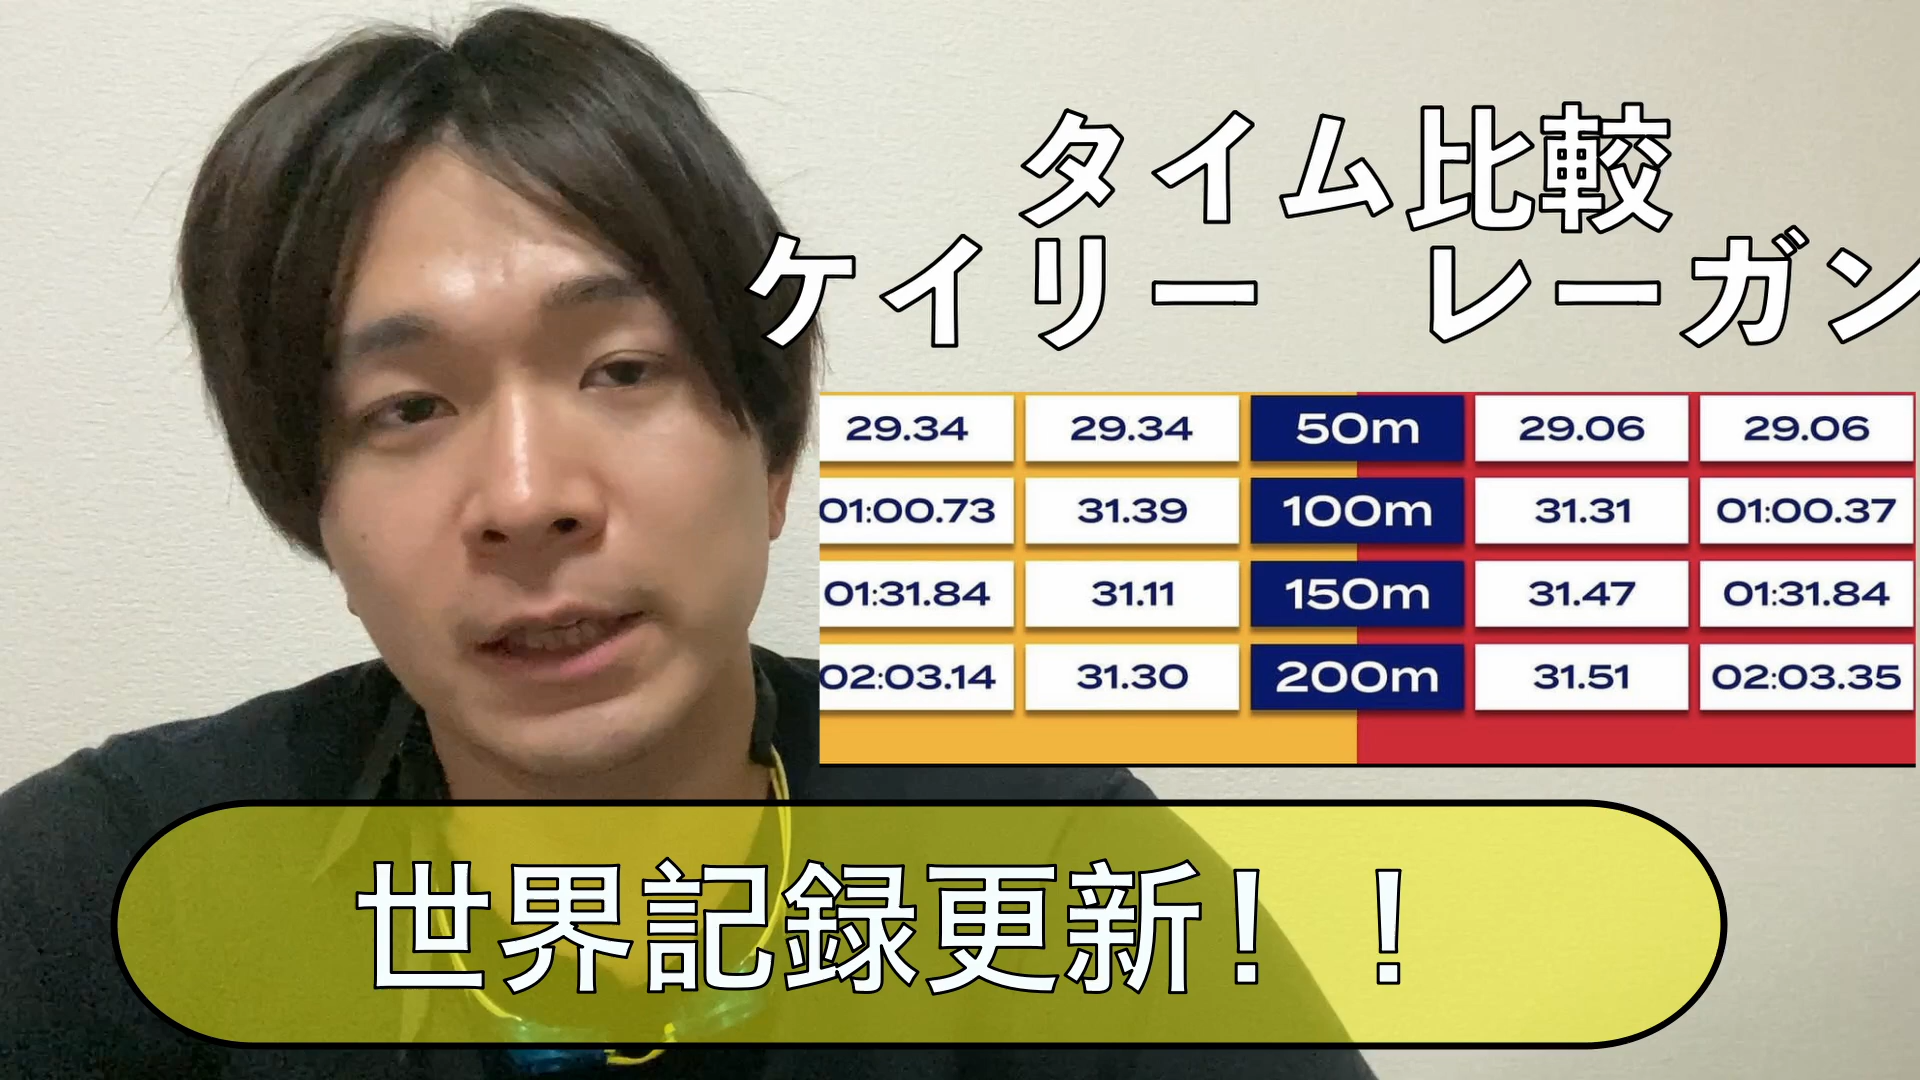 タイム比較
ケイリー レーガン
29.34 29.34 50m 29.06 29.06
01:00.73 31.39 100m 31.31 01:00.37
01:31.84 31.11 150m 31.47 01:31.84
02:03.14 31.30 200m 31.51 02:03.35
世界記録更新！！